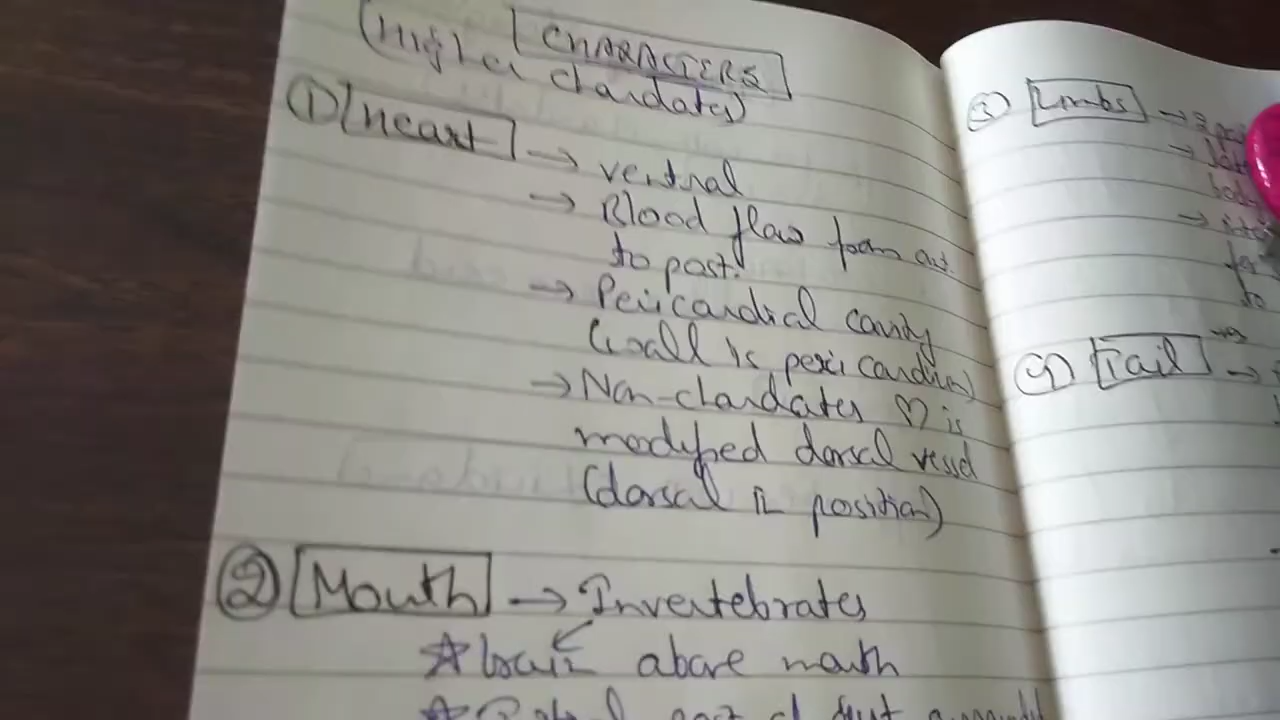 CHARACTERS
(Higher chordates)
① Heart → ventral
→ Blood flow from ant.
to post.
→ Pericardial cavity
(wall is pericardium)
→ Non-chordates ♡ is
modified dorsal vessel
(dorsal in position)
② Mouth → Invertebrates
☆ brain above mouth
③ Limbs →
④ Tail →